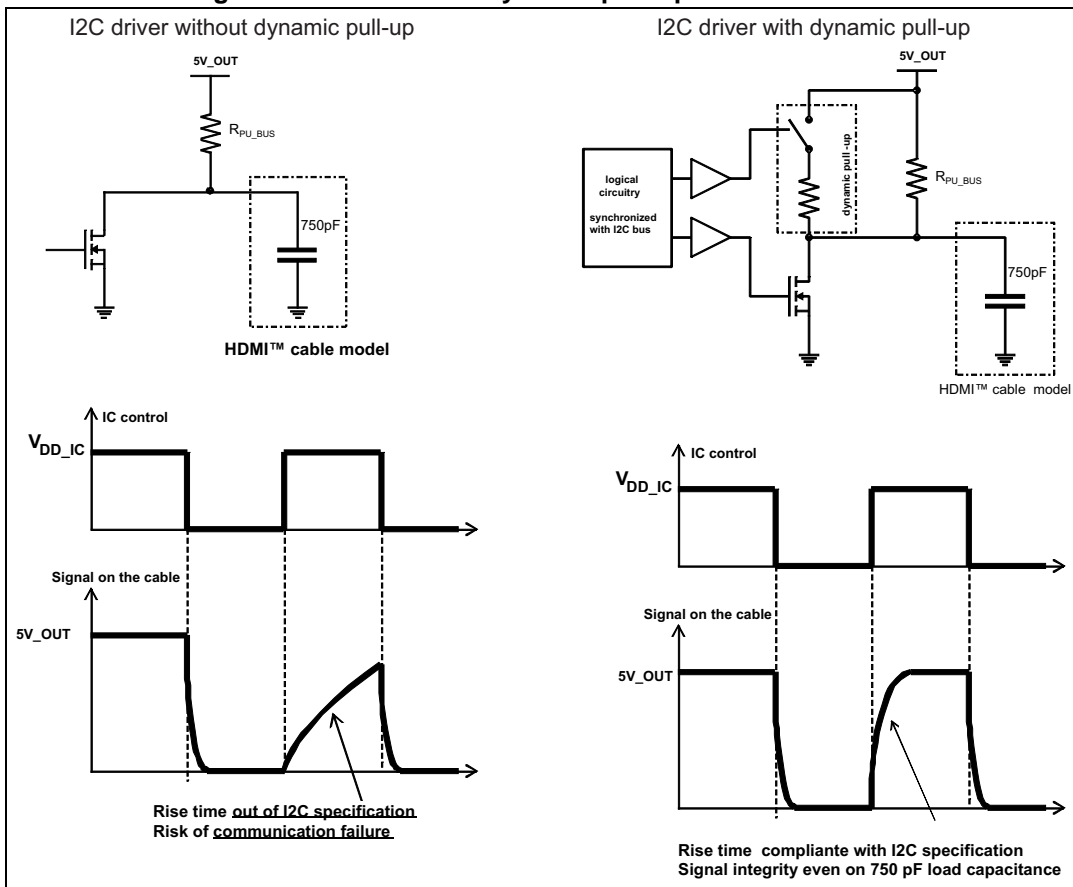 I2C driver without dynamic pull-up
5V_OUT
RPU_BUS
750pF
HDMI™ cable model
IC control
VDD_IC
Signal on the cable
5V_OUT
Rise time out of I2C specification
Risk of communication failure
I2C driver with dynamic pull-up
5V_OUT
logical
circuitry
synchronized
with I2C bus
dynamic pull-up
RPU_BUS
750pF
HDMI™ cable model
IC control
VDD_IC
Signal on the cable
5V_OUT
Rise time compliante with I2C specification
Signal integrity even on 750 pF load capacitance